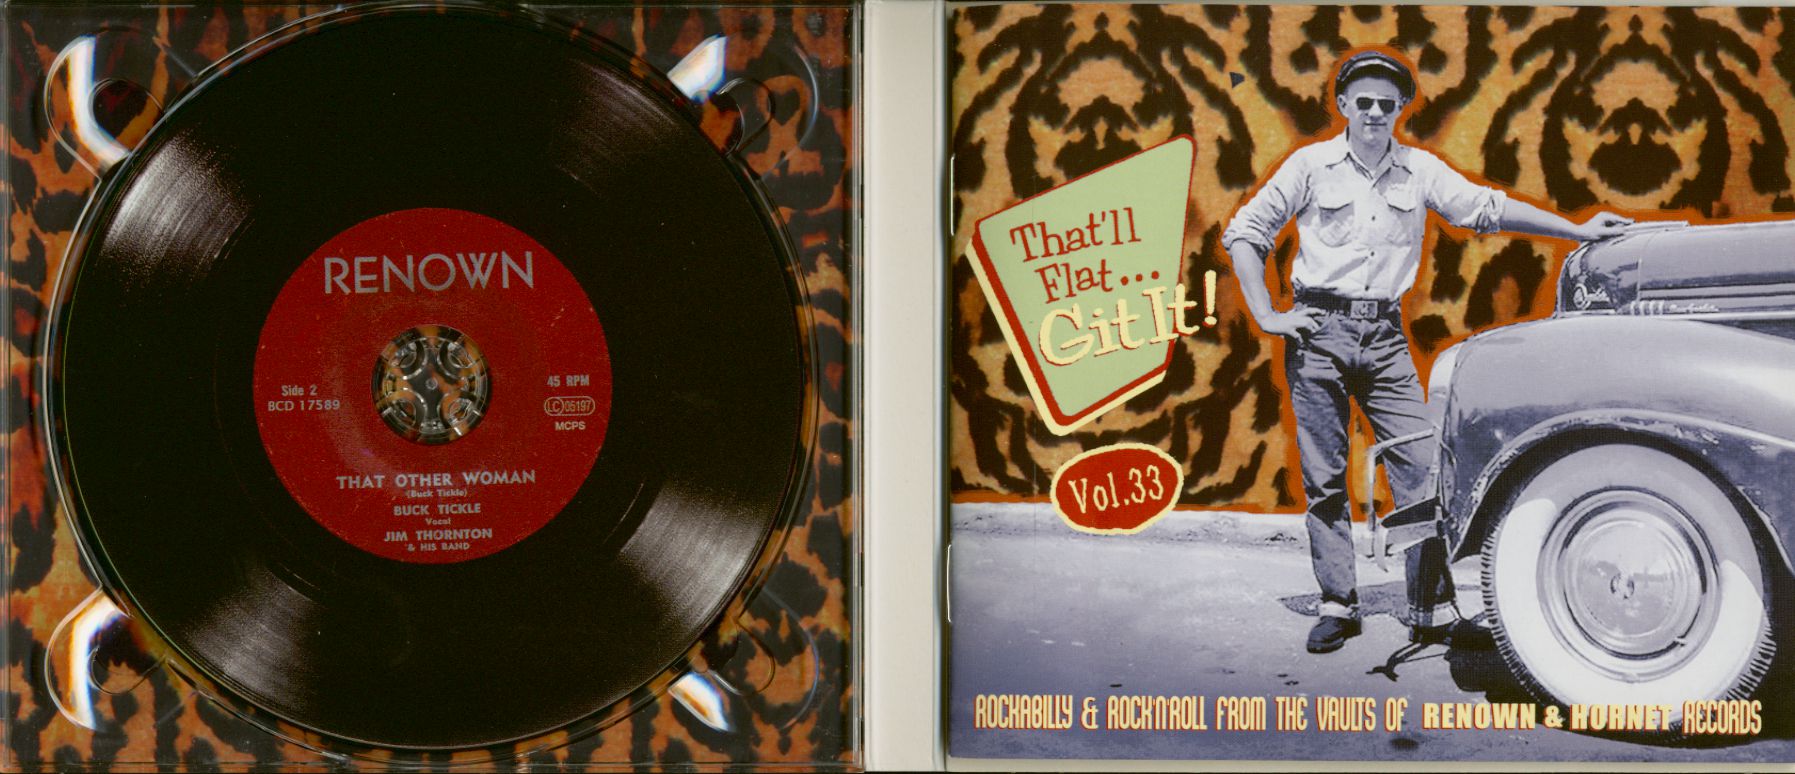 RENOWN
Side 2
BCD 17589
45 RPM
LC 06197
MCPS
THAT OTHER WOMAN
(Buck Tickle)
BUCK TICKLE
Vocal
JIM THORNTON
& HIS BAND
That'll
Flat...
Git It!
Vol.33
ROCKABILLY & ROCK'N'ROLL FROM THE VAULTS OF RENOWN & HORNET RECORDS